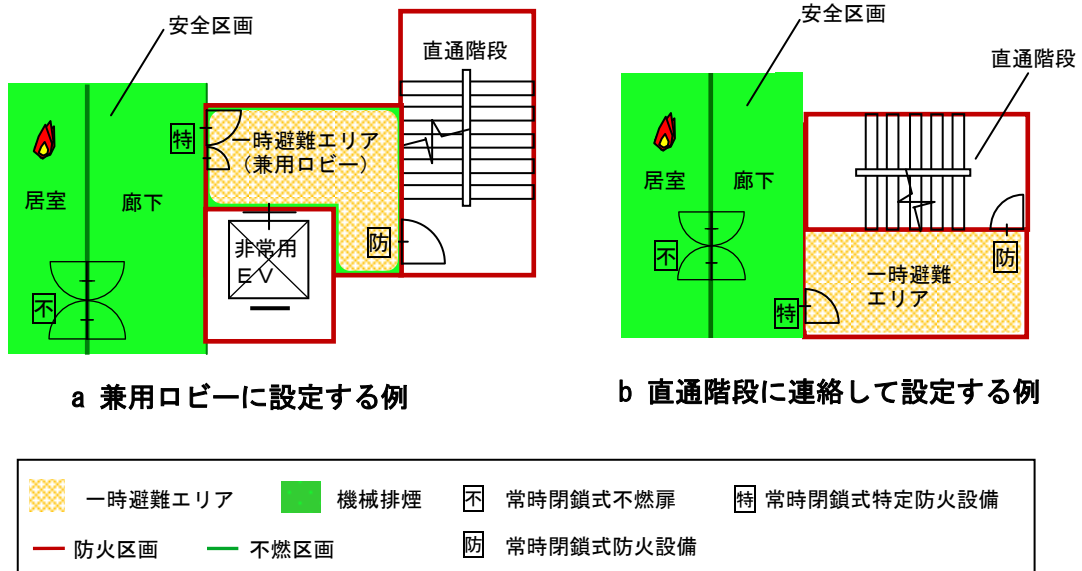 安全区画
直通階段
特
一時避難エリア
(兼用ロビー)
居室
廊下
防
非常用
EV
不
a 兼用ロビーに設定する例
安全区画
直通階段
居室
廊下
不
防
一時避難
エリア
特
b 直通階段に連絡して設定する例
一時避難エリア
機械排煙
不 常時閉鎖式不燃扉
特 常時閉鎖式特定防火設備
防火区画
不燃区画
防 常時閉鎖式防火設備